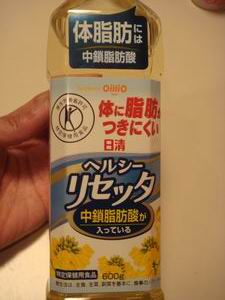 体脂肪には
中鎖脂肪酸
OilliO
体に脂肪が
つきにくい
日清
ヘルシー
リセッタ
中鎖脂肪酸が
入っている
特定保健用食品
600g